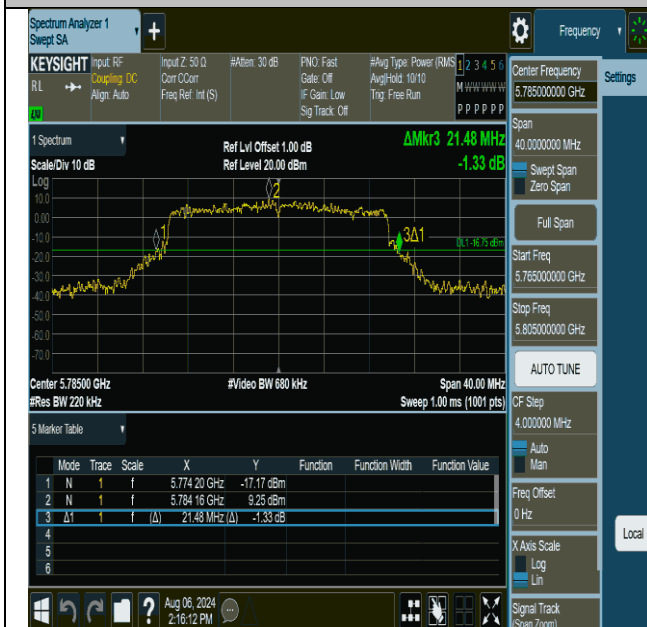 Spectrum Analyzer 1
Swept SA
+
Frequency
KEYSIGHT
RL
Input: RF
Coupling: DC
Align: Auto
Input Z: 50 Ω
Corr CCorr
Freq Ref: Int (S)
#Atten: 30 dB
PNO: Fast
Gate: Off
IF Gain: Low
Sig Track: Off
#Avg Type: Power (RMS
Avg|Hold: 10/10
Trig: Free Run
1 2 3 4 5 6
M W W W W W
P P P P P P
1 Spectrum
Scale/Div 10 dB
Ref Lvl Offset 1.00 dB
Ref Level 20.00 dBm
ΔMkr3 21.48 MHz
-1.33 dB
Log
10.0
0.00
-10.0
-20.0
-30.0
-40.0
-50.0
-60.0
-70.0
1
2
3Δ1
DL1 -16.75 dBm
Center 5.78500 GHz
#Video BW 680 kHz
Span 40.00 MHz
#Res BW 220 kHz
Sweep 1.00 ms (1001 pts)
5 Marker Table
Mode Trace Scale X Y Function Function Width Function Value
1 N 1 f 5.774 20 GHz -17.17 dBm
2 N 1 f 5.784 16 GHz 9.25 dBm
3 Δ1 1 f (Δ) 21.48 MHz (Δ) -1.33 dB
4
5
6
Aug 06, 2024
2:16:12 PM
?
Center Frequency
5.785000000 GHz
Settings
Span
40.0000000 MHz
Swept Span
Zero Span
Full Span
Start Freq
5.765000000 GHz
Stop Freq
5.805000000 GHz
AUTO TUNE
CF Step
4.000000 MHz
Auto
Man
Freq Offset
0 Hz
Local
X Axis Scale
Log
Lin
Signal Track
(Span Zoom)